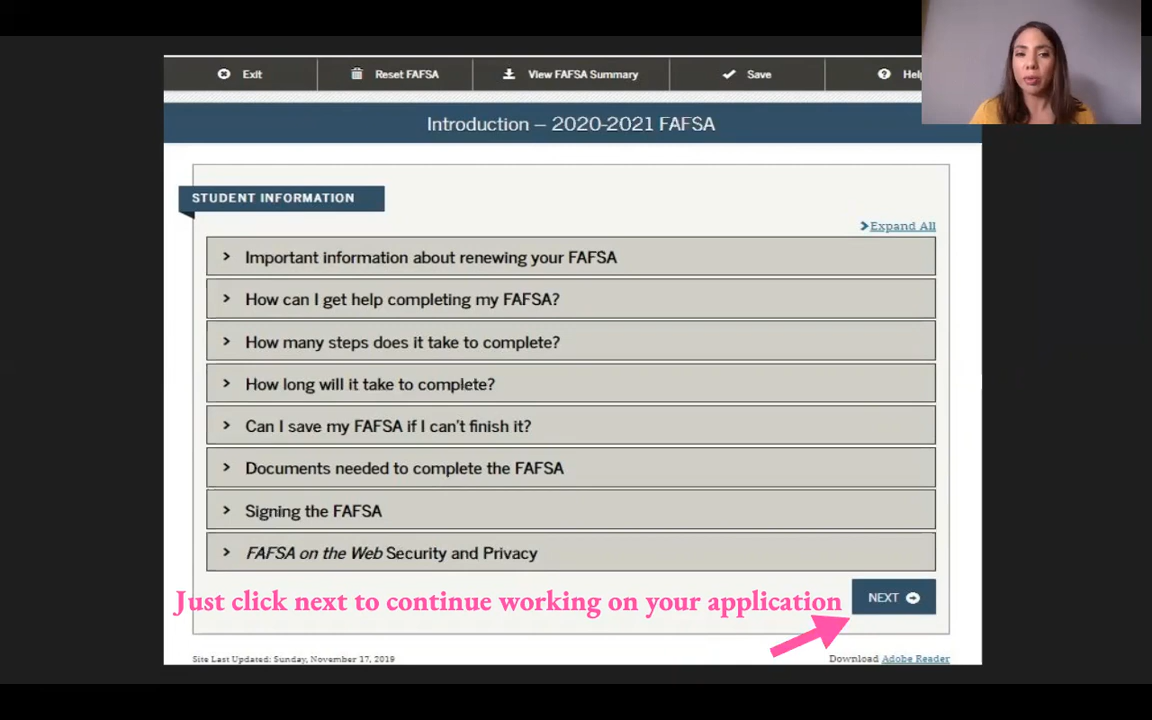 Exit
Reset FAFSA
View FAFSA Summary
Save
Introduction – 2020-2021 FAFSA
STUDENT INFORMATION
Expand All
Important information about renewing your FAFSA
How can I get help completing my FAFSA?
How many steps does it take to complete?
How long will it take to complete?
Can I save my FAFSA if I can't finish it?
Documents needed to complete the FAFSA
Signing the FAFSA
FAFSA on the Web Security and Privacy
Just click next to continue working on your application
NEXT
Site Last Updated: Sunday, November 17, 2019
Download Adobe Reader